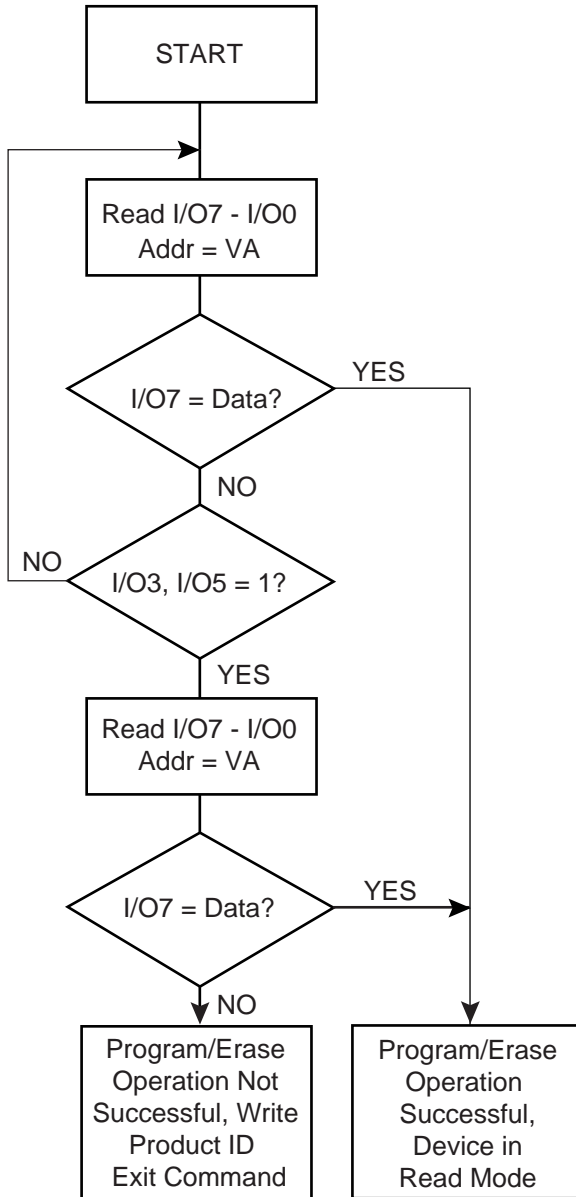 START
Read I/O7 - I/O0
Addr = VA
I/O7 = Data?
YES
NO
NO
I/O3, I/O5 = 1?
YES
Read I/O7 - I/O0
Addr = VA
I/O7 = Data?
YES
NO
Program/Erase
Operation Not
Successful, Write
Product ID
Exit Command
Program/Erase
Operation
Successful,
Device in
Read Mode